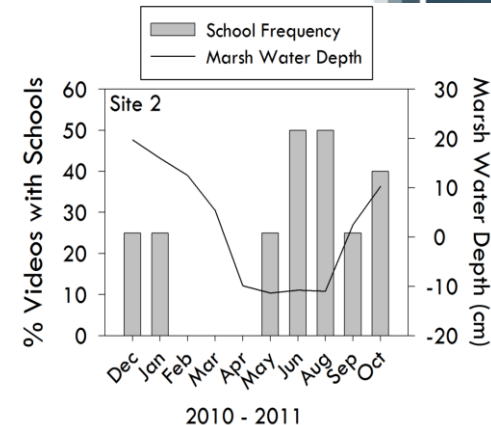 School Frequency
Marsh Water Depth
Site 2
% Videos with Schools
60
50
40
30
20
10
0
Marsh Water Depth (cm)
30
20
10
0
-10
-20
Dec Jan Feb Mar Apr May Jun Aug Sep Oct
2010 - 2011